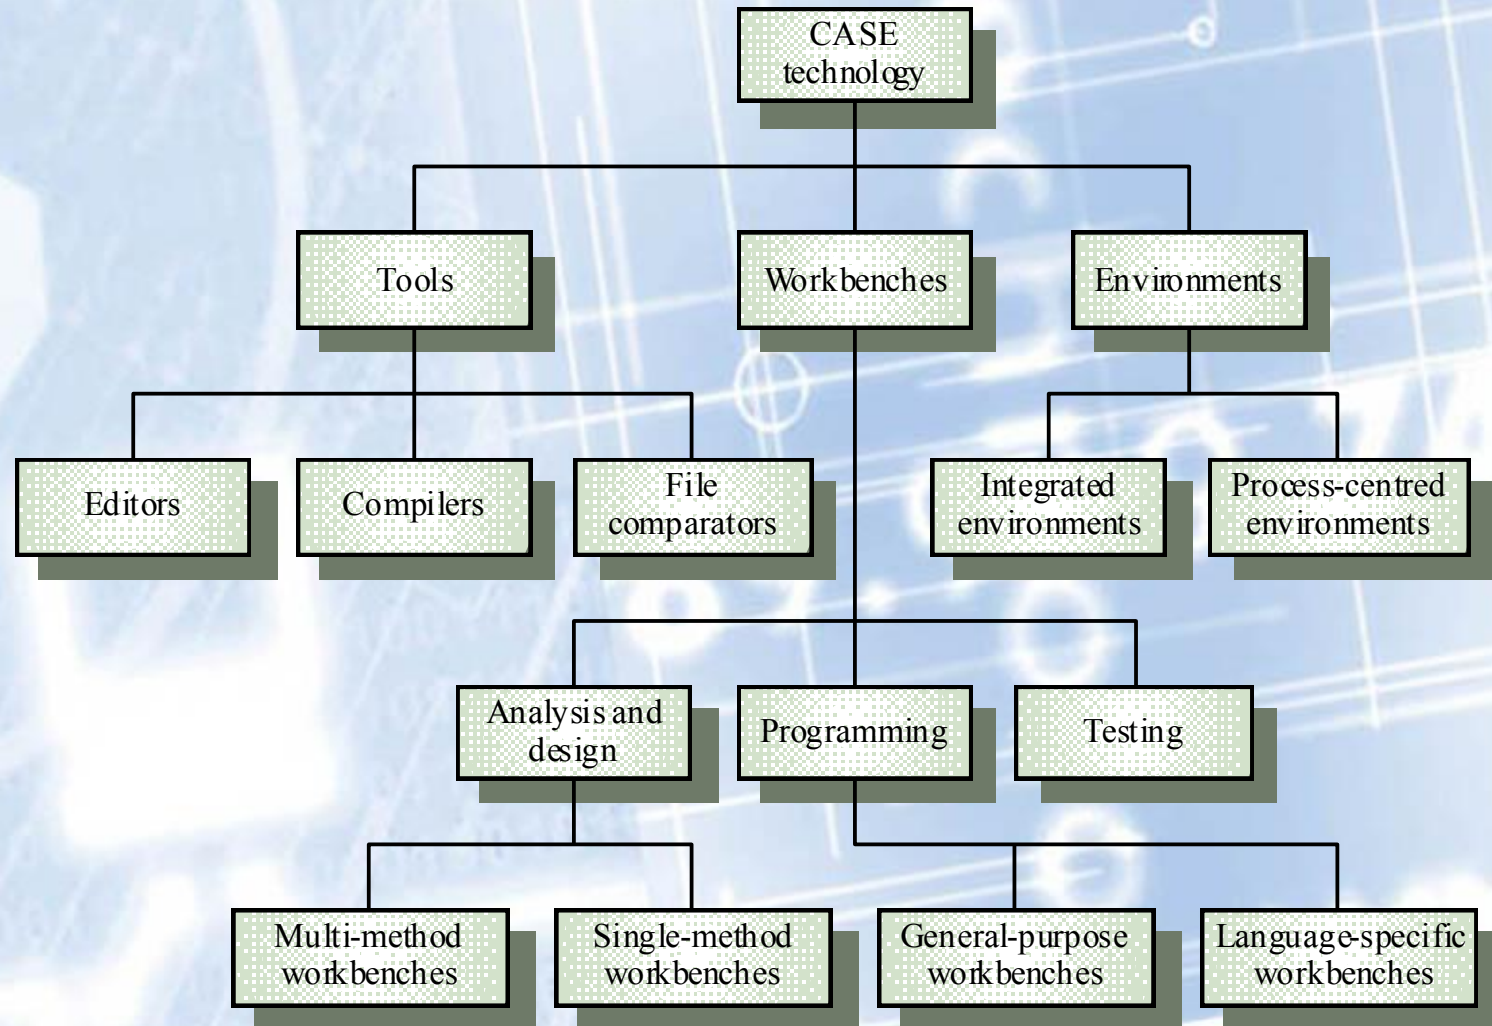 CASE
technology
Tools
Workbenches
Environments
Editors
Compilers
File
comparators
Integrated
environments
Process-centred
environments
Analysis and
design
Programming
Testing
Multi-method
workbenches
Single-method
workbenches
General-purpose
workbenches
Language-specific
workbenches